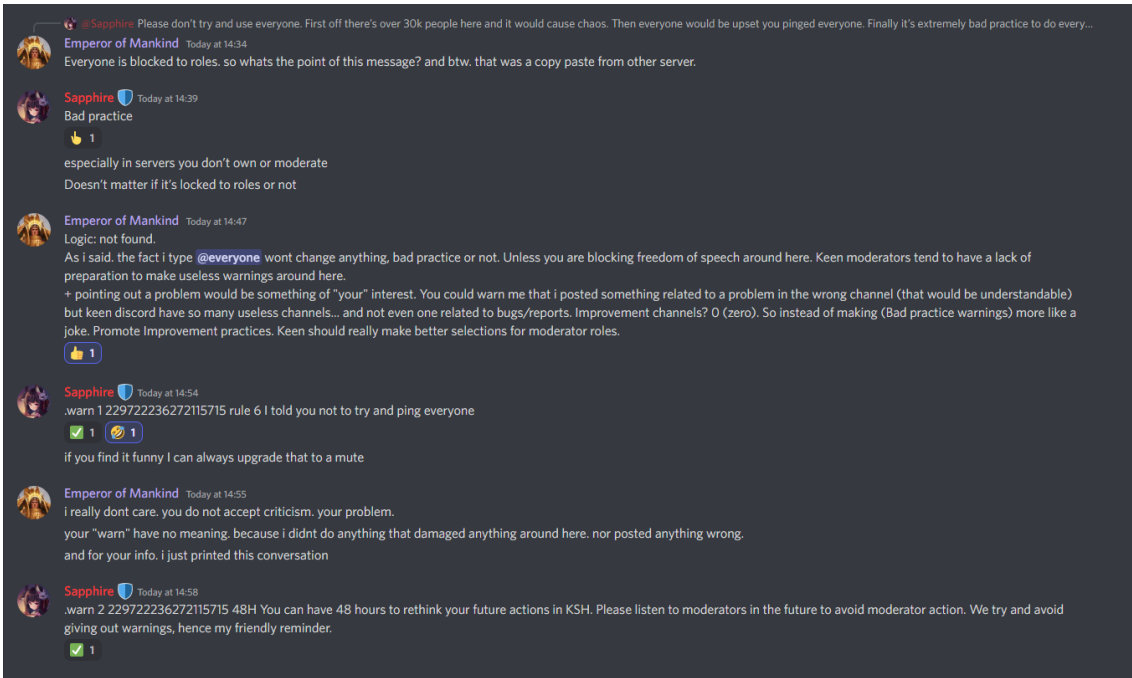 @Sapphire Please don't try and use everyone. First off there's over 30k people here and it would cause chaos. Then everyone would be upset you pinged everyone. Finally it's extremely bad practice to do every...
Emperor of Mankind Today at 14:34
Everyone is blocked to roles. so whats the point of this message? and btw. that was a copy paste from other server.
Sapphire Today at 14:39
Bad practice
1
especially in servers you don't own or moderate
Doesn't matter if it's locked to roles or not
Emperor of Mankind Today at 14:47
Logic: not found.
As i said. the fact i type @everyone wont change anything, bad practice or not. Unless you are blocking freedom of speech around here. Keen moderators tend to have a lack of
preparation to make useless warnings around here.
+ pointing out a problem would be something of "your" interest. You could warn me that i posted something related to a problem in the wrong channel (that would be understandable)
but keen discord have so many useless channels... and not even one related to bugs/reports. Improvement channels? 0 (zero). So instead of making (Bad practice warnings) more like a
joke. Promote Improvement practices. Keen should really make better selections for moderator roles.
1
Sapphire Today at 14:54
.warn 1 229722236272115715 rule 6 I told you not to try and ping everyone
1 1
if you find it funny I can always upgrade that to a mute
Emperor of Mankind Today at 14:55
i really dont care. you do not accept criticism. your problem.
your "warn" have no meaning. because i didnt do anything that damaged anything around here. nor posted anything wrong.
and for your info. i just printed this conversation
Sapphire Today at 14:58
.warn 2 229722236272115715 48H You can have 48 hours to rethink your future actions in KSH. Please listen to moderators in the future to avoid moderator action. We try and avoid
giving out warnings, hence my friendly reminder.
1